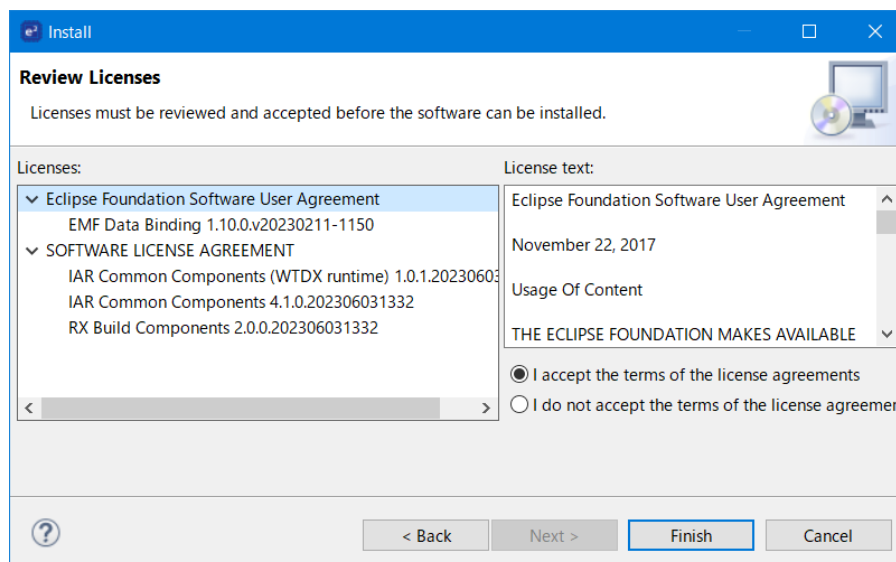 e² Install
Review Licenses
Licenses must be reviewed and accepted before the software can be installed.
Licenses:
Eclipse Foundation Software User Agreement
EMF Data Binding 1.10.0.v20230211-1150
SOFTWARE LICENSE AGREEMENT
IAR Common Components (WTDX runtime) 1.0.1.20230603
IAR Common Components 4.1.0.202306031332
RX Build Components 2.0.0.202306031332
License text:
Eclipse Foundation Software User Agreement
November 22, 2017
Usage Of Content
THE ECLIPSE FOUNDATION MAKES AVAILABLE
I accept the terms of the license agreements
I do not accept the terms of the license agreemen
?
< Back
Next >
Finish
Cancel